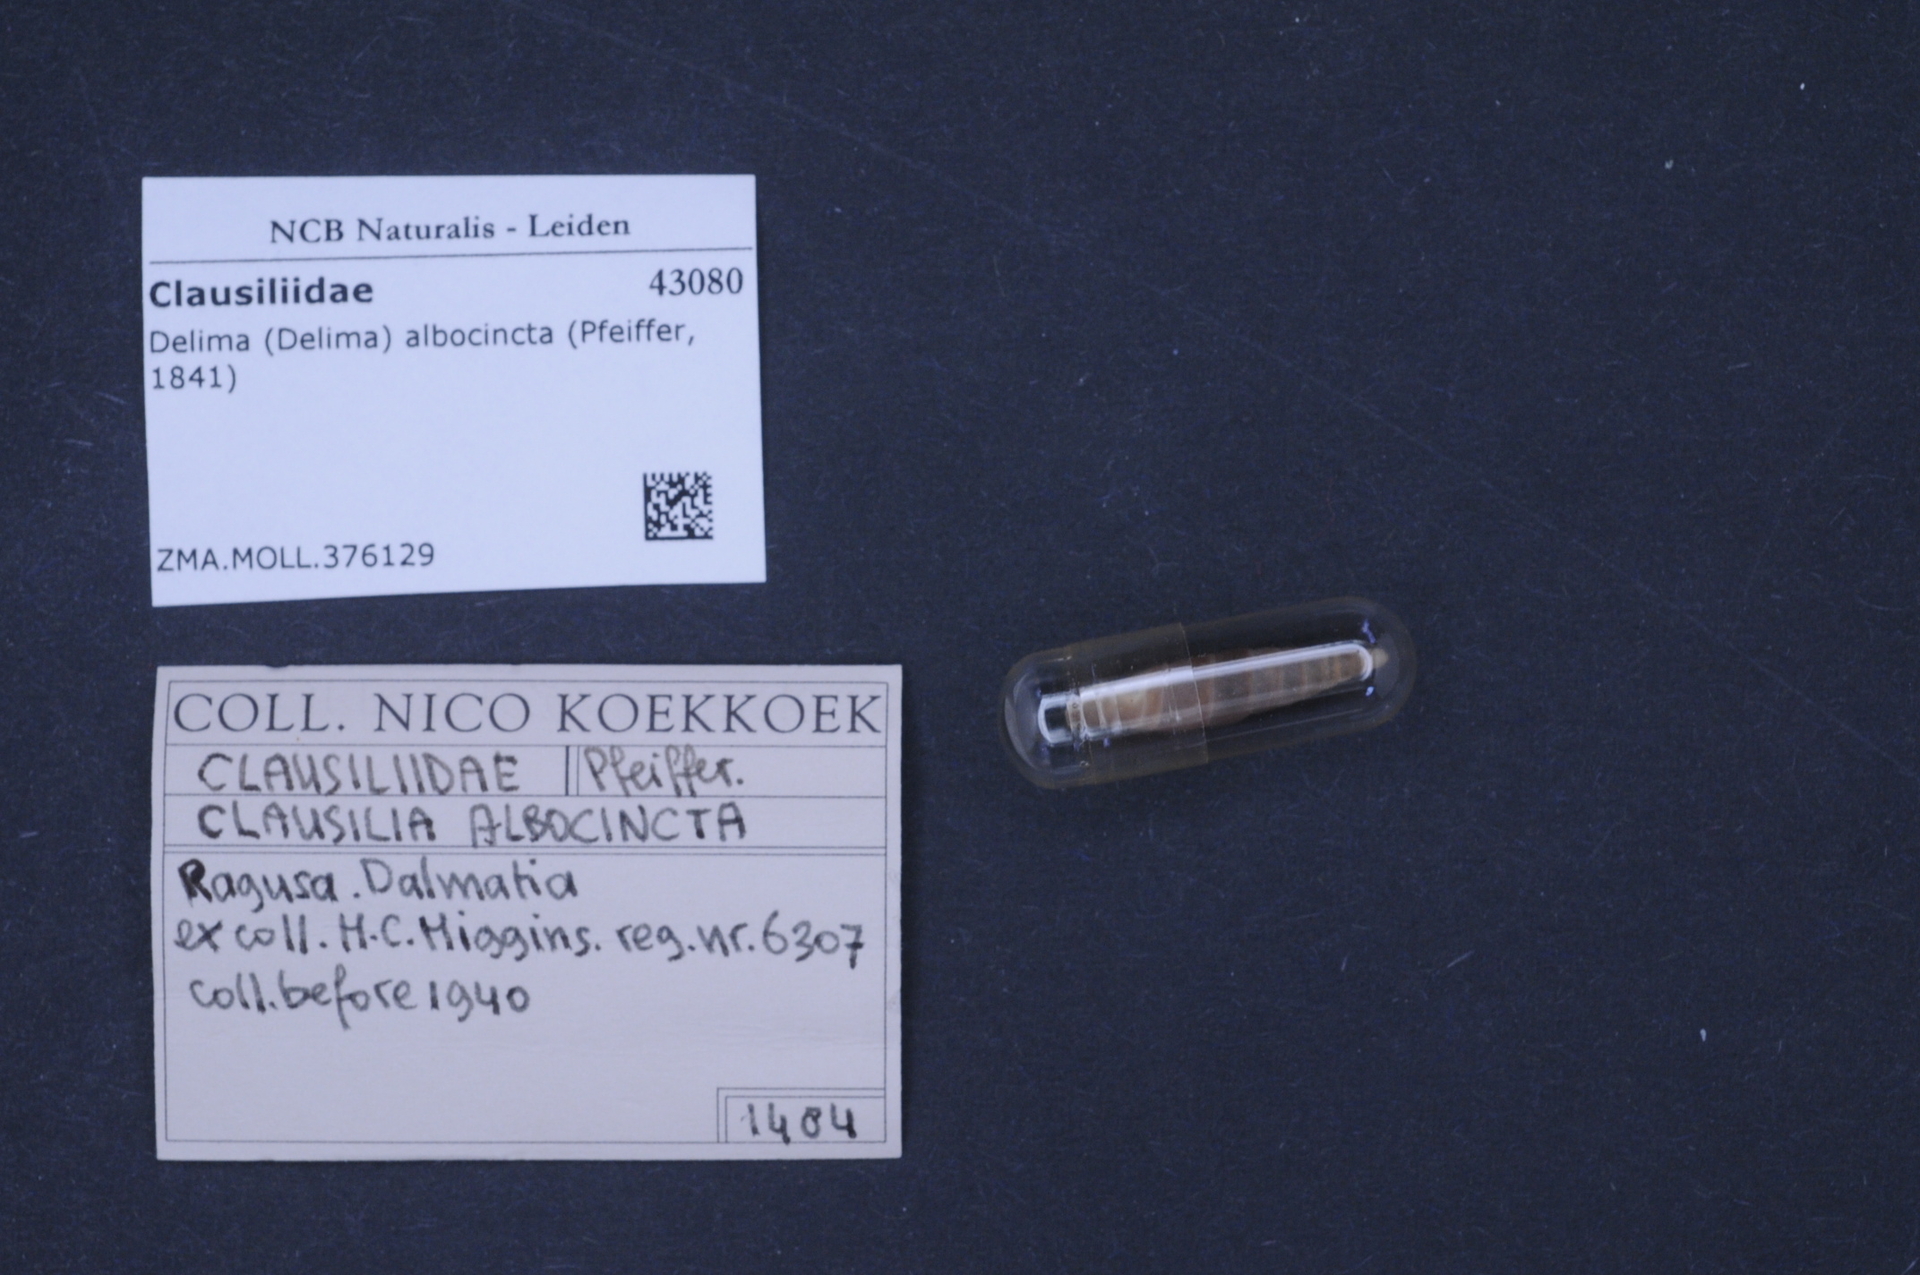 NCB Naturalis - Leiden
Clausiliidae 43080
Delima (Delima) albocincta (Pfeiffer,
1841)
ZMA.MOLL.376129
COLL. NICO KOEKKOEK
CLAUSILIIDAE Pfeiffer.
CLAUSILIA ALBOCINCTA
Ragusa. Dalmatia
ex coll. H.C. Higgins. reg.nr. 6307
coll. before 1940
1484